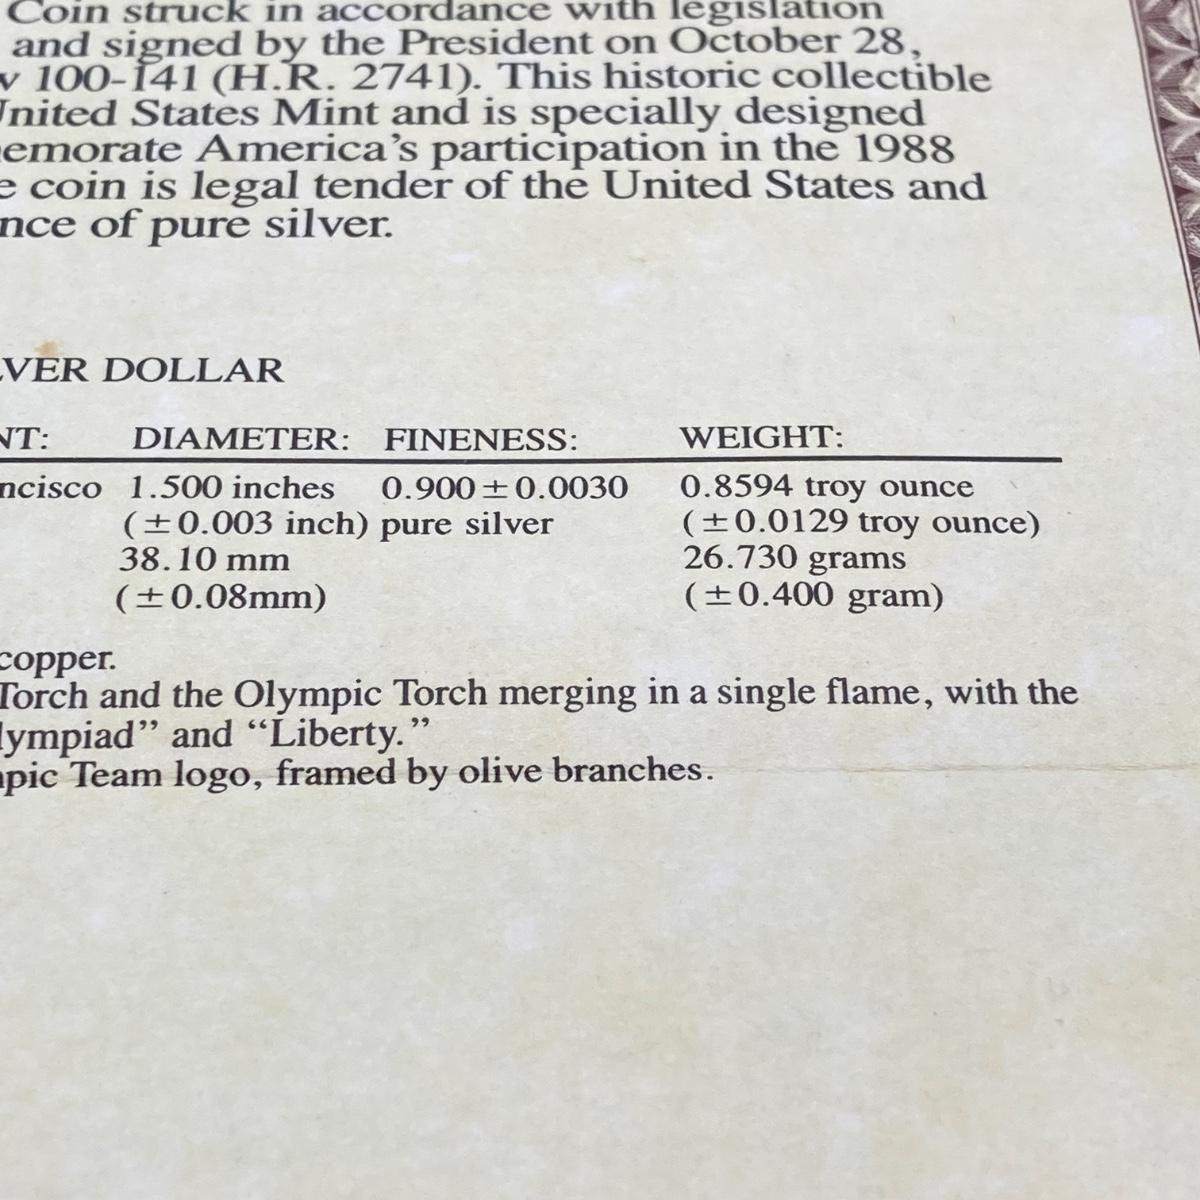 Coin struck in accordance with legislation
and signed by the President on October 28,
100-141 (H.R. 2741). This historic collectible
United States Mint and is specially designed
emorate America's participation in the 1988
e coin is legal tender of the United States and
nce of pure silver.
VER DOLLAR
NT: DIAMETER: FINENESS: WEIGHT:
ncisco 1.500 inches 0.900±0.0030 0.8594 troy ounce
(±0.003 inch) pure silver (±0.0129 troy ounce)
38.10 mm 26.730 grams
(±0.08mm) (±0.400 gram)
copper.
Torch and the Olympic Torch merging in a single flame, with the
lympiad" and "Liberty."
pic Team logo, framed by olive branches.